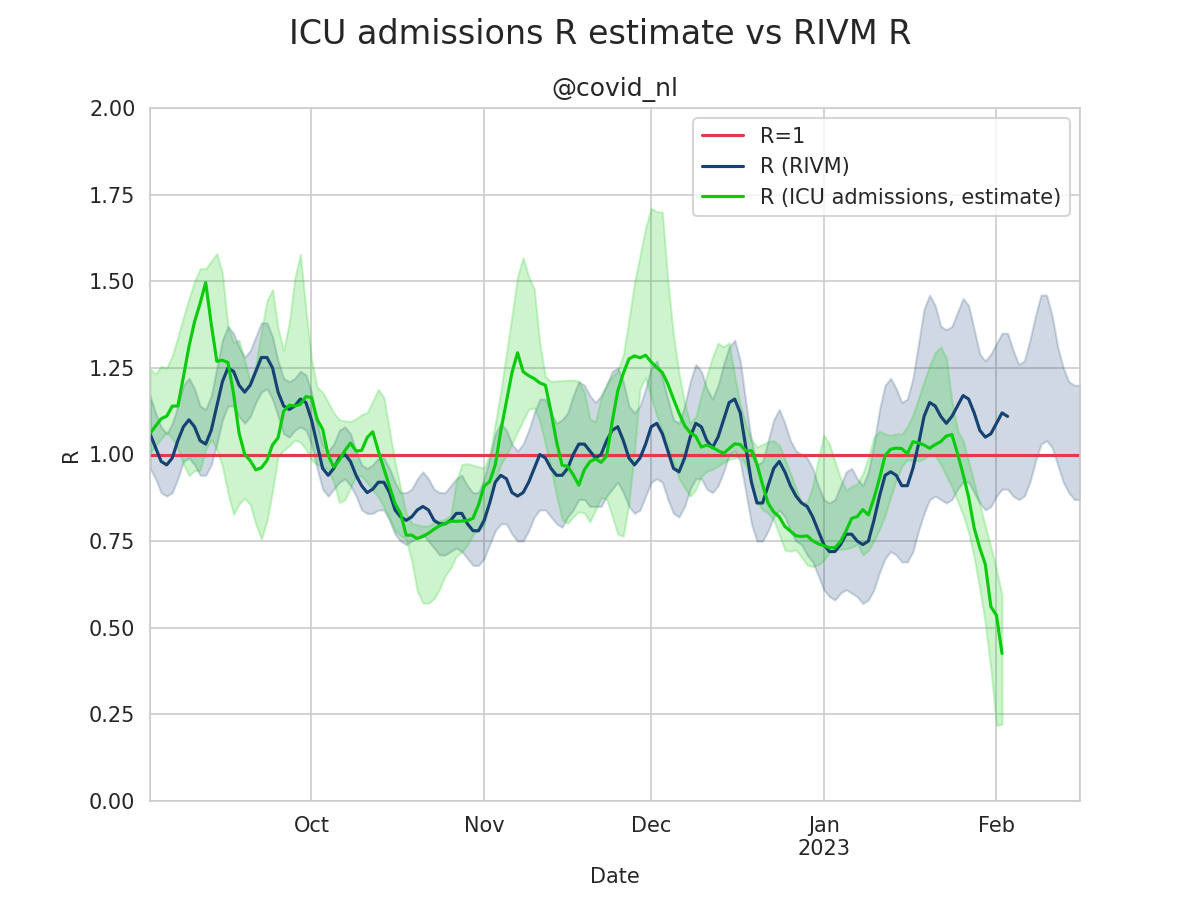 ICU admissions R estimate vs RIVM R
@covid_nl
R=1
R (RIVM)
R (ICU admissions, estimate)
2.00
1.75
1.50
1.25
1.00
0.75
0.50
0.25
0.00
R
Oct
Nov
Dec
Jan
2023
Feb
Date